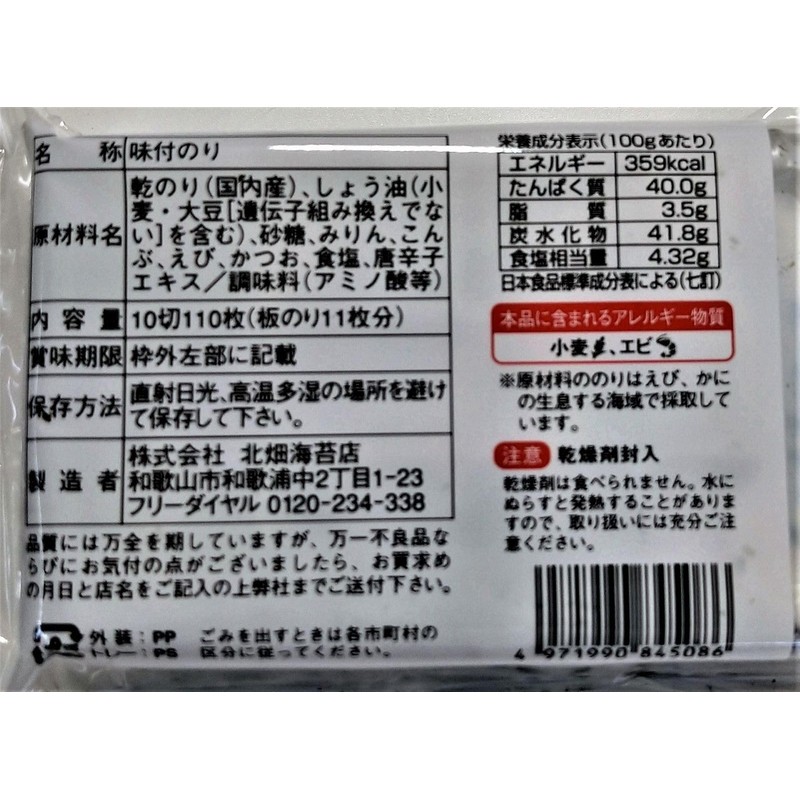 名称 味付のり
原材料名 乾のり(国内産)、しょう油(小
麦・大豆[遺伝子組み換えでな
い]を含む)、砂糖、みりん、こん
ぶ、えび、かつお、食塩、唐辛子
エキス/調味料(アミノ酸等)
内容量 10切110枚(板のり11枚分)
賞味期限 枠外左部に記載
保存方法 直射日光、高温多湿の場所を避け
て保存して下さい。
製造者 株式会社 北畑海苔店
和歌山市和歌浦中2丁目1-23
フリーダイヤル 0120-234-338
品質には万全を期していますが、万一不良品な
らびにお気付の点がございましたら、お買求め
の月日と店名をご記入の上弊社までご送付下さい。
外装:PP
トレー:PS
ごみを出すときは各市町村の
区分に従ってください。
栄養成分表示(100gあたり)
エネルギー 359kcal
たんぱく質 40.0g
脂質 3.5g
炭水化物 41.8g
食塩相当量 4.32g
日本食品標準成分表による(七訂)
本品に含まれるアレルギー物質
小麦、エビ
※原材料ののりはえび、かに
の生息する海域で採取して
います。
注意 乾燥剤封入
乾燥剤は食べられません。水に
ぬらすと発熱することがありま
すので、取り扱いには充分ご注
意ください。
4 971990 845086